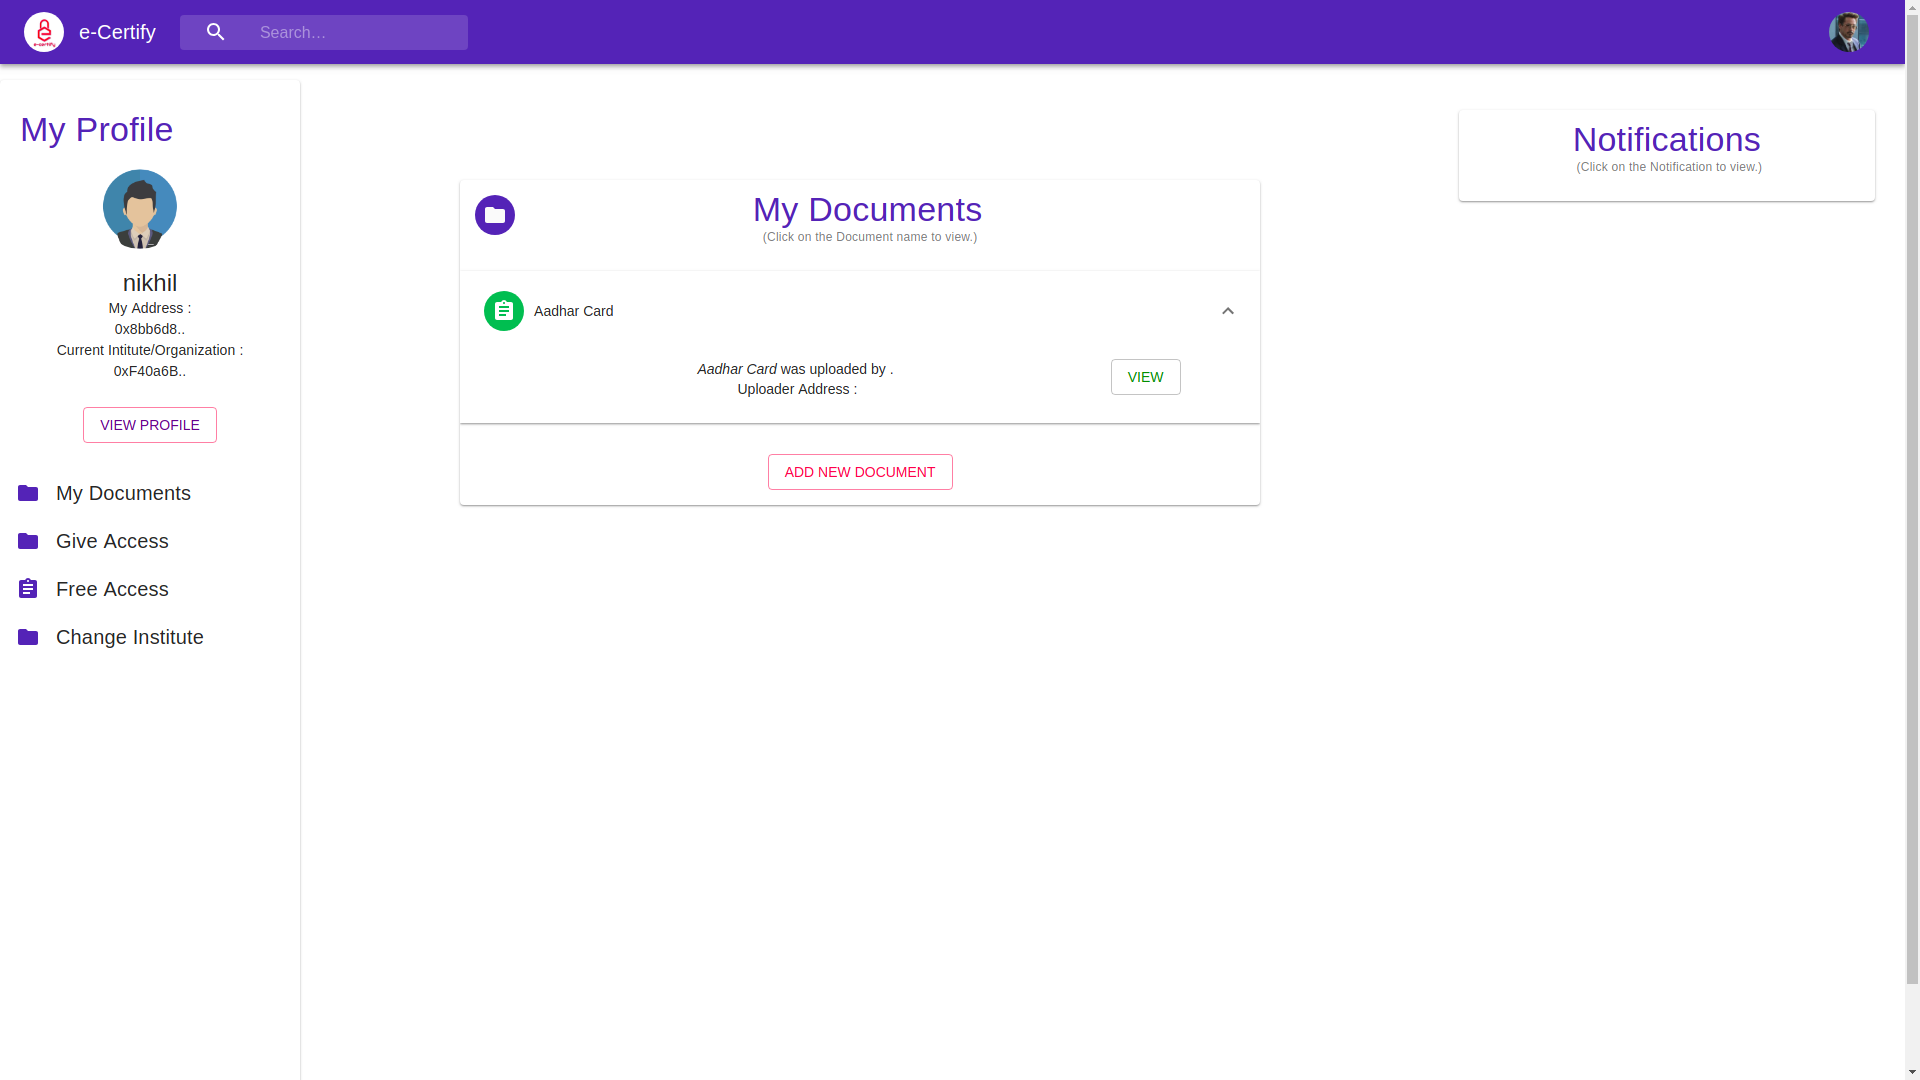 e-certify
e-Certify
Search…
My Profile
nikhil
My Address :
0x8bb6d8..
Current Intitute/Organization :
0xF40a6B..
VIEW PROFILE
My Documents
Give Access
Free Access
Change Institute
My Documents
(Click on the Document name to view.)
Aadhar Card
Aadhar Card was uploaded by .
Uploader Address :
VIEW
ADD NEW DOCUMENT
Notifications
(Click on the Notification to view.)